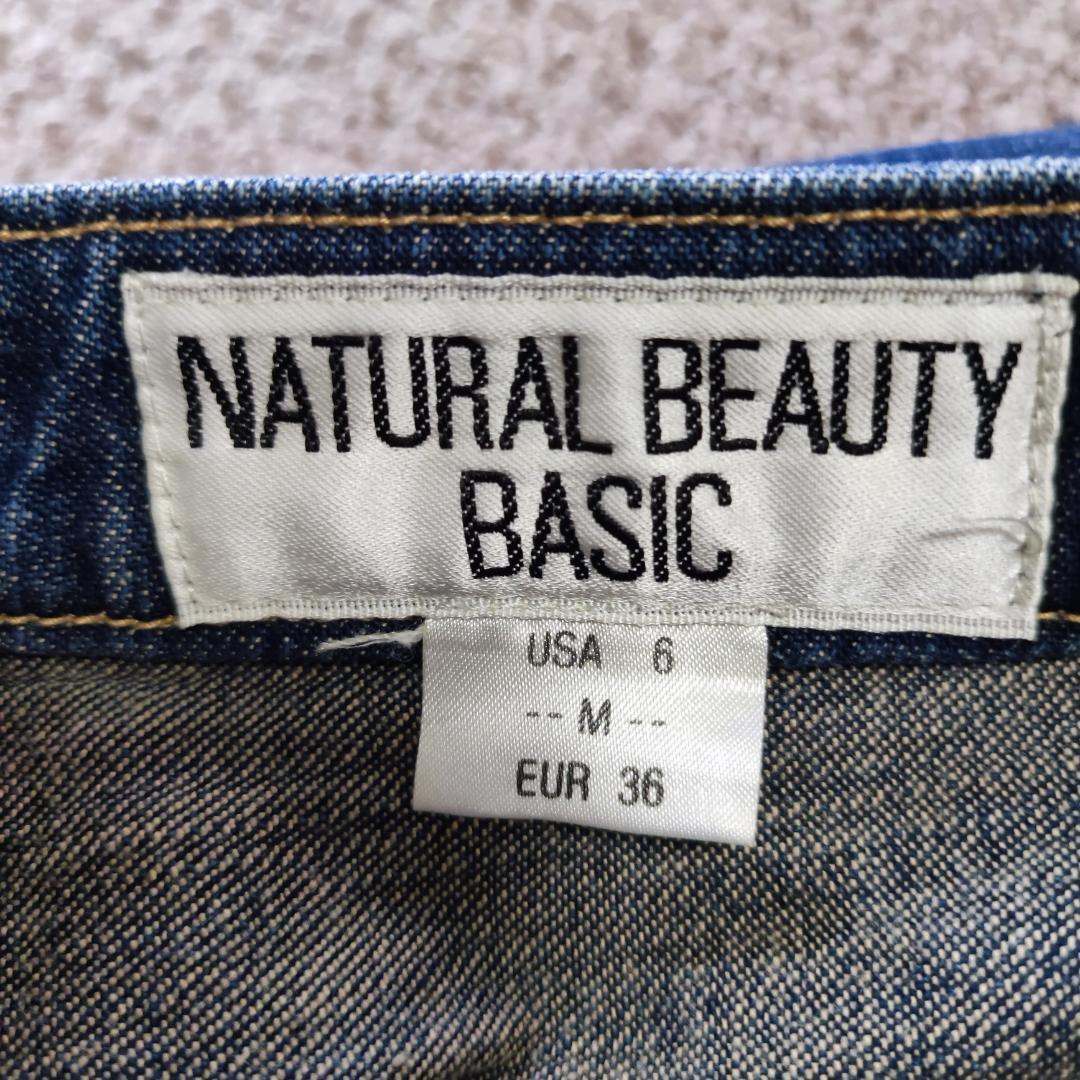 NATURAL BEAUTY
BASIC
USA 6
-- M --
EUR 36